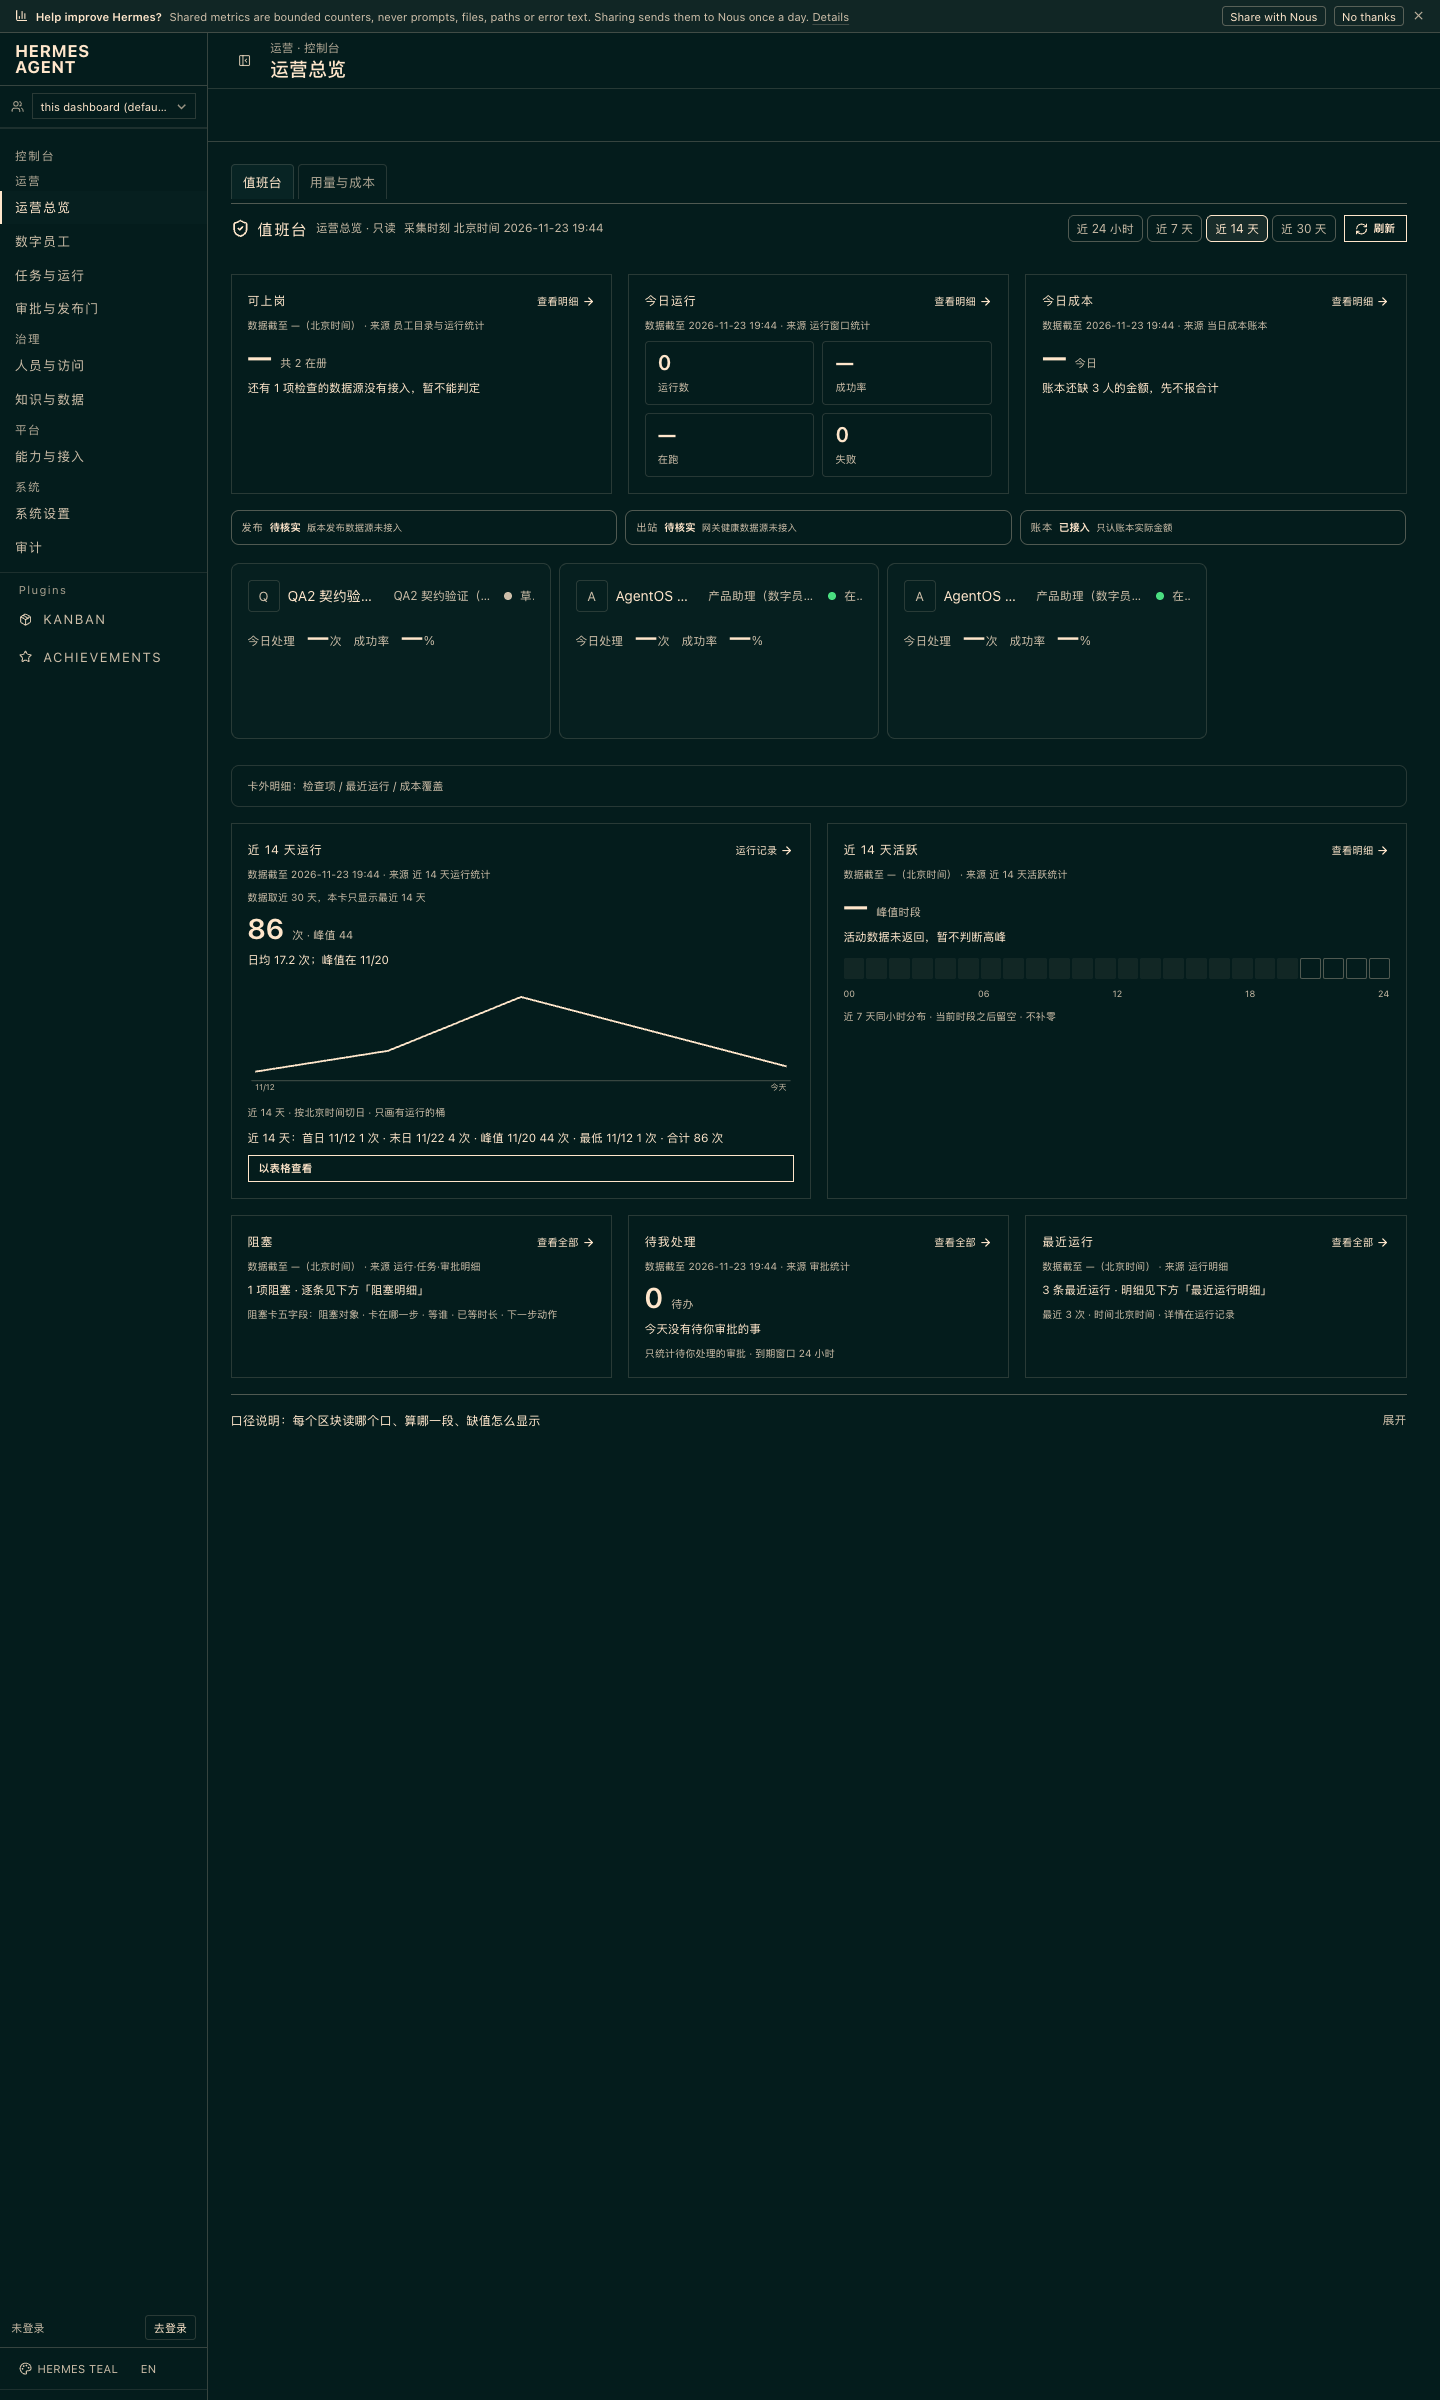 Help improve Hermes? Shared metrics are bounded counters, never prompts, files, paths or error text. Sharing sends them to Nous once a day. Details
Share with Nous
No thanks
HERMES
AGENT
this dashboard (defau...
控制台
运营
运营总览
数字员工
任务与运行
审批与发布门
治理
人员与访问
知识与数据
平台
能力与接入
系统
系统设置
审计
Plugins
KANBAN
ACHIEVEMENTS
未登录
去登录
HERMES TEAL
EN
运营 · 控制台
运营总览
值班台
用量与成本
值班台 运营总览 · 只读 采集时刻 北京时间 2026-11-23 19:44
近 24 小时
近 7 天
近 14 天
近 30 天
刷新
可上岗
查看明细 →
数据截至 —（北京时间） · 来源 员工目录与运行统计
— 共 2 在册
还有 1 项检查的数据源没有接入，暂不能判定
今日运行
查看明细 →
数据截至 2026-11-23 19:44 · 来源 运行窗口统计
0
运行数
—
成功率
—
在跑
0
失败
今日成本
查看明细 →
数据截至 2026-11-23 19:44 · 来源 当日成本账本
— 今日
账本还缺 3 人的金额，先不报合计
发布 待核实 版本发布数据源未接入
出站 待核实 网关健康数据源未接入
账本 已接入 只认账本实际金额
Q QA2 契约验... QA2 契约验证（... 草.
今日处理 —次 成功率 —%
A AgentOS ... 产品助理（数字员... 在..
今日处理 —次 成功率 —%
A AgentOS ... 产品助理（数字员... 在..
今日处理 —次 成功率 —%
卡外明细：检查项 / 最近运行 / 成本覆盖
近 14 天运行
运行记录 →
数据截至 2026-11-23 19:44 · 来源 近 14 天运行统计
数据取近 30 天，本卡只显示最近 14 天
86 次 · 峰值 44
日均 17.2 次；峰值在 11/20
11/12
今天
近 14 天 · 按北京时间切日 · 只画有运行的桶
近 14 天：首日 11/12 1 次 · 末日 11/22 4 次 · 峰值 11/20 44 次 · 最低 11/12 1 次 · 合计 86 次
以表格查看
近 14 天活跃
查看明细 →
数据截至 —（北京时间） · 来源 近 14 天活跃统计
— 峰值时段
活动数据未返回，暂不判断高峰
00 06 12 18 24
近 7 天同小时分布 · 当前时段之后留空 · 不补零
阻塞
查看全部 →
数据截至 —（北京时间） · 来源 运行·任务·审批明细
1 项阻塞 · 逐条见下方「阻塞明细」
阻塞卡五字段：阻塞对象 · 卡在哪一步 · 等谁 · 已等时长 · 下一步动作
待我处理
查看全部 →
数据截至 2026-11-23 19:44 · 来源 审批统计
0 待办
今天没有待你审批的事
只统计待你处理的审批 · 到期窗口 24 小时
最近运行
查看全部 →
数据截至 —（北京时间） · 来源 运行明细
3 条最近运行 · 明细见下方「最近运行明细」
最近 3 次 · 时间北京时间 · 详情在运行记录
口径说明：每个区块读哪个口、算哪一段、缺值怎么显示
展开